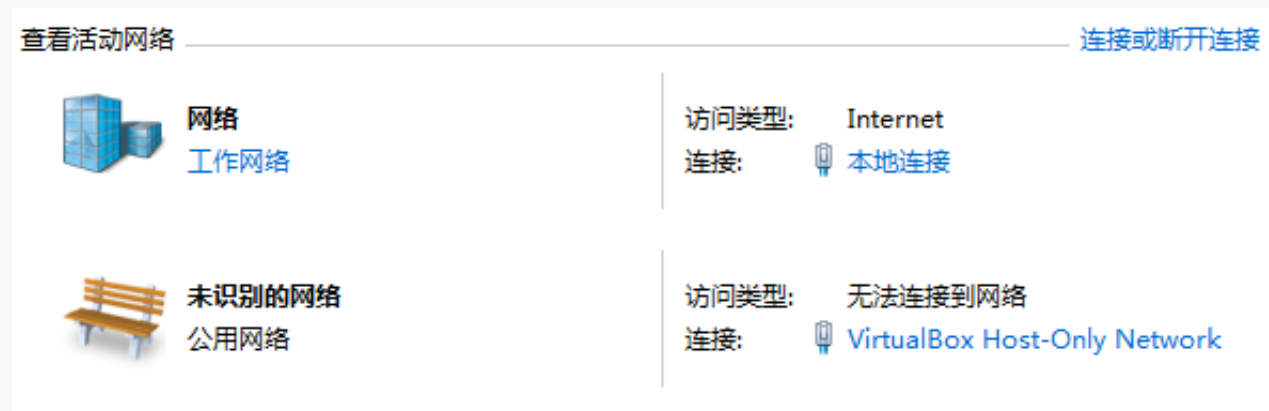 查看活动网络 连接或断开连接
网络 访问类型: Internet
工作网络 连接: 本地连接
未识别的网络 访问类型: 无法连接到网络
公用网络 连接: VirtualBox Host-Only Network